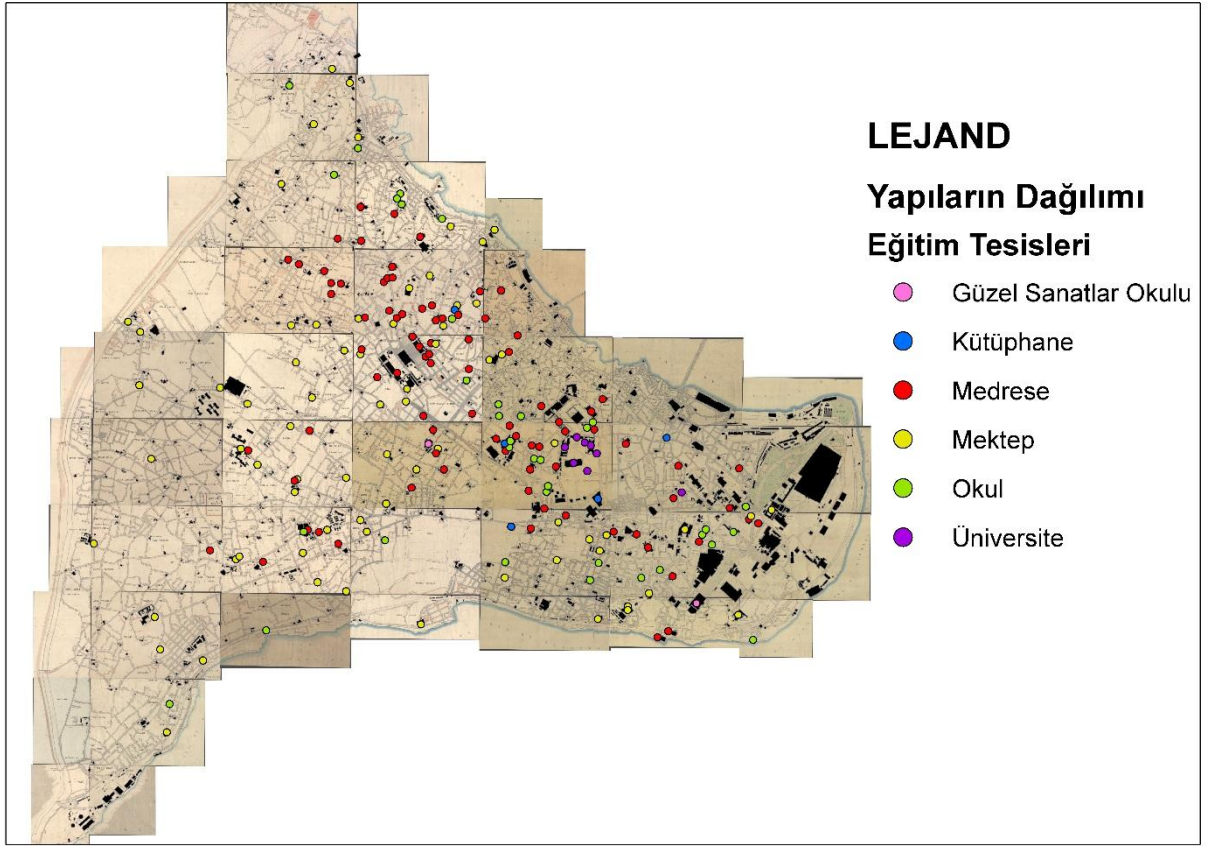 LEJAND
Yapıların Dağılımı
Eğitim Tesisleri
Güzel Sanatlar Okulu
Kütüphane
Medrese
Mektep
Okul
Üniversite